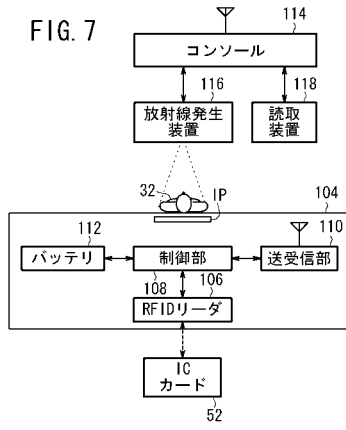 FIG. 7
114
コンソール
116
118
放射線発生
装置
読取
装置
32
IP
104
112
110
バッテリ
制御部
送受信部
108
106
RFIDリーダ
IC
カード
52